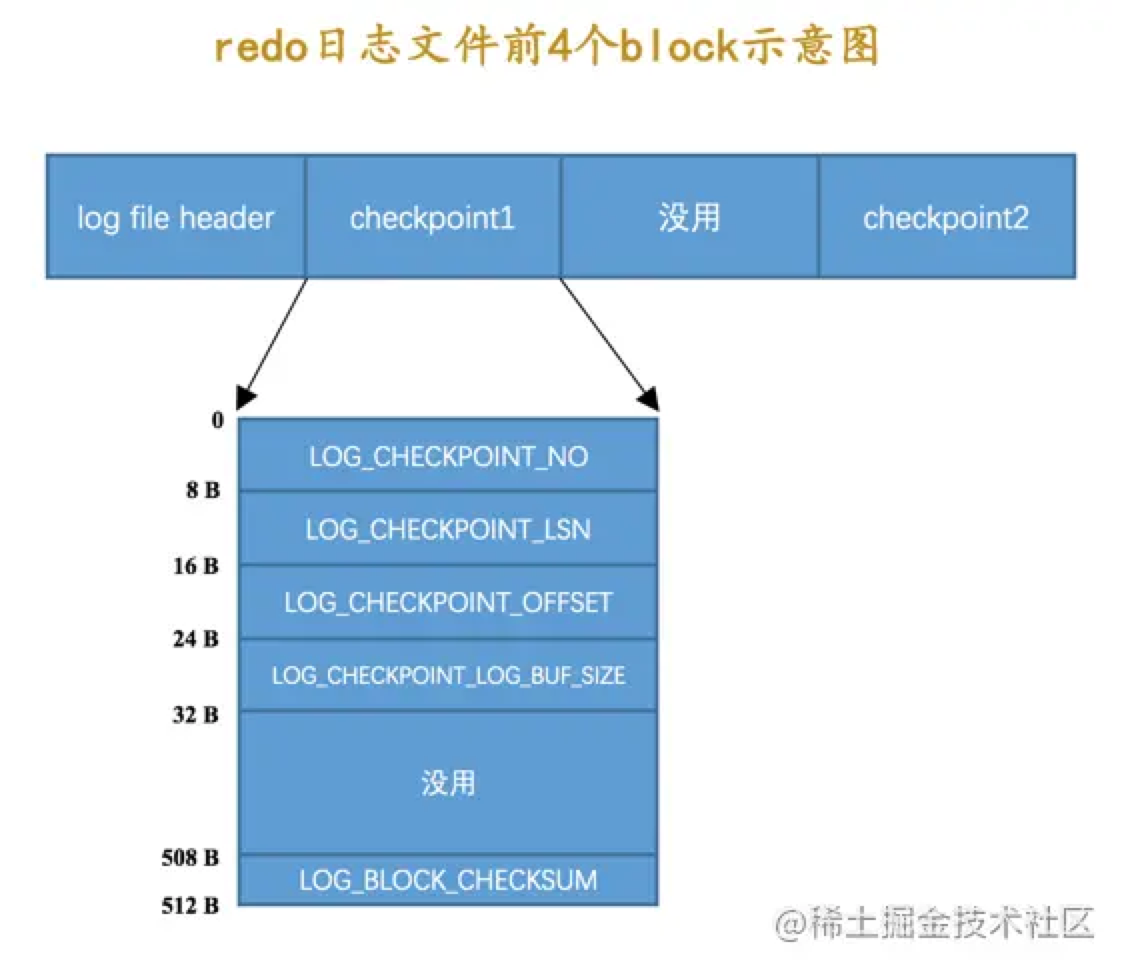 redo日志文件前4个block示意图
log file header
checkpoint1
没用
checkpoint2
0
LOG_CHECKPOINT_NO
8 B
LOG_CHECKPOINT_LSN
16 B
LOG_CHECKPOINT_OFFSET
24 B
LOG_CHECKPOINT_LOG_BUF_SIZE
32 B
没用
508 B
LOG_BLOCK_CHECKSUM
512 B
@稀土掘金技术社区